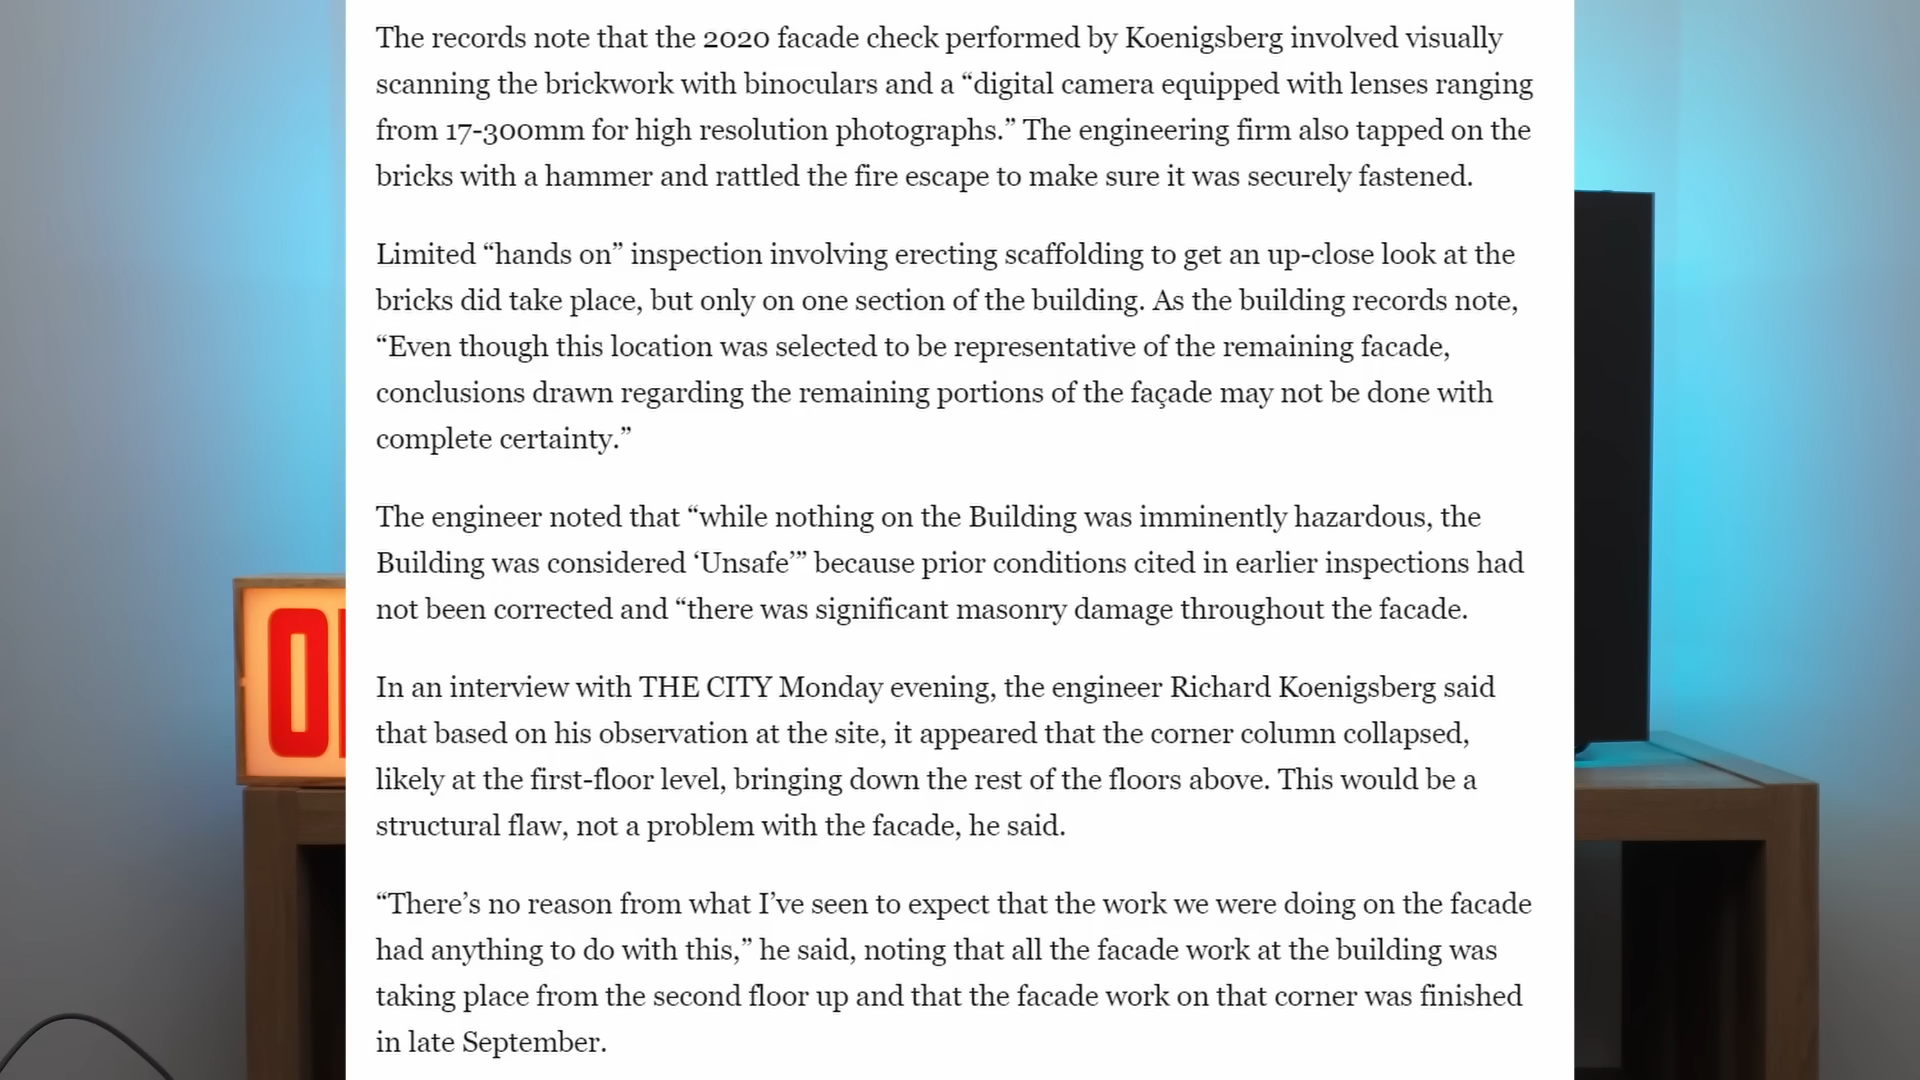 The records note that the 2020 facade check performed by Koenigsberg involved visually
scanning the brickwork with binoculars and a “digital camera equipped with lenses ranging
from 17-300mm for high resolution photographs.” The engineering firm also tapped on the
bricks with a hammer and rattled the fire escape to make sure it was securely fastened.
Limited “hands on” inspection involving erecting scaffolding to get an up-close look at the
bricks did take place, but only on one section of the building. As the building records note,
“Even though this location was selected to be representative of the remaining facade,
conclusions drawn regarding the remaining portions of the façade may not be done with
complete certainty.”
The engineer noted that “while nothing on the Building was imminently hazardous, the
Building was considered ‘Unsafe’” because prior conditions cited in earlier inspections had
not been corrected and “there was significant masonry damage throughout the facade.
In an interview with THE CITY Monday evening, the engineer Richard Koenigsberg said
that based on his observation at the site, it appeared that the corner column collapsed,
likely at the first-floor level, bringing down the rest of the floors above. This would be a
structural flaw, not a problem with the facade, he said.
“There’s no reason from what I’ve seen to expect that the work we were doing on the facade
had anything to do with this,” he said, noting that all the facade work at the building was
taking place from the second floor up and that the facade work on that corner was finished
in late September.